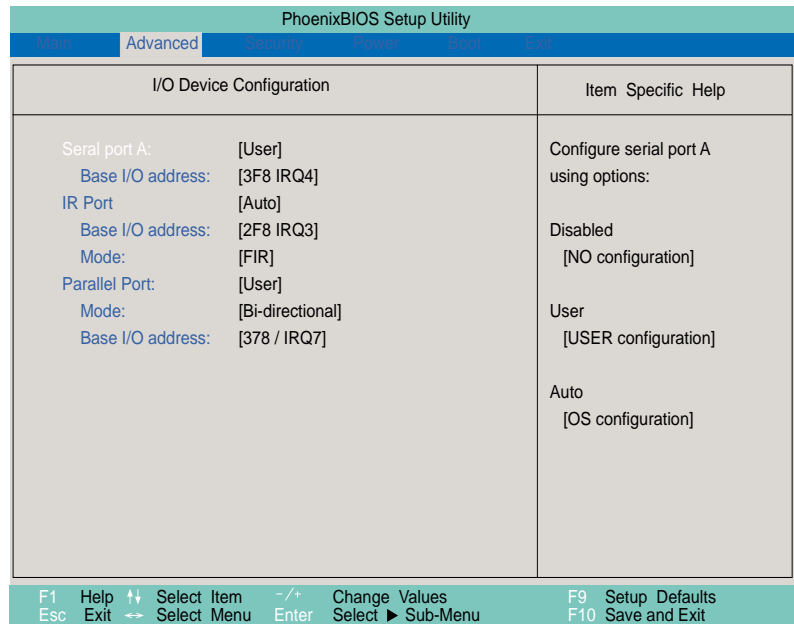 PhoenixBIOS Setup Utility
Main Advanced Security Power Boot Exit
I/O Device Configuration
Item Specific Help
Seral port A: [User]
Base I/O address: [3F8 IRQ4]
IR Port [Auto]
Base I/O address: [2F8 IRQ3]
Mode: [FIR]
Parallel Port: [User]
Mode: [Bi-directional]
Base I/O address: [378 / IRQ7]
Configure serial port A
using options:
Disabled
[NO configuration]
User
[USER configuration]
Auto
[OS configuration]
F1 Help ↑↓ Select Item -/+ Change Values F9 Setup Defaults
Esc Exit ↔ Select Menu Enter Select ▶ Sub-Menu F10 Save and Exit